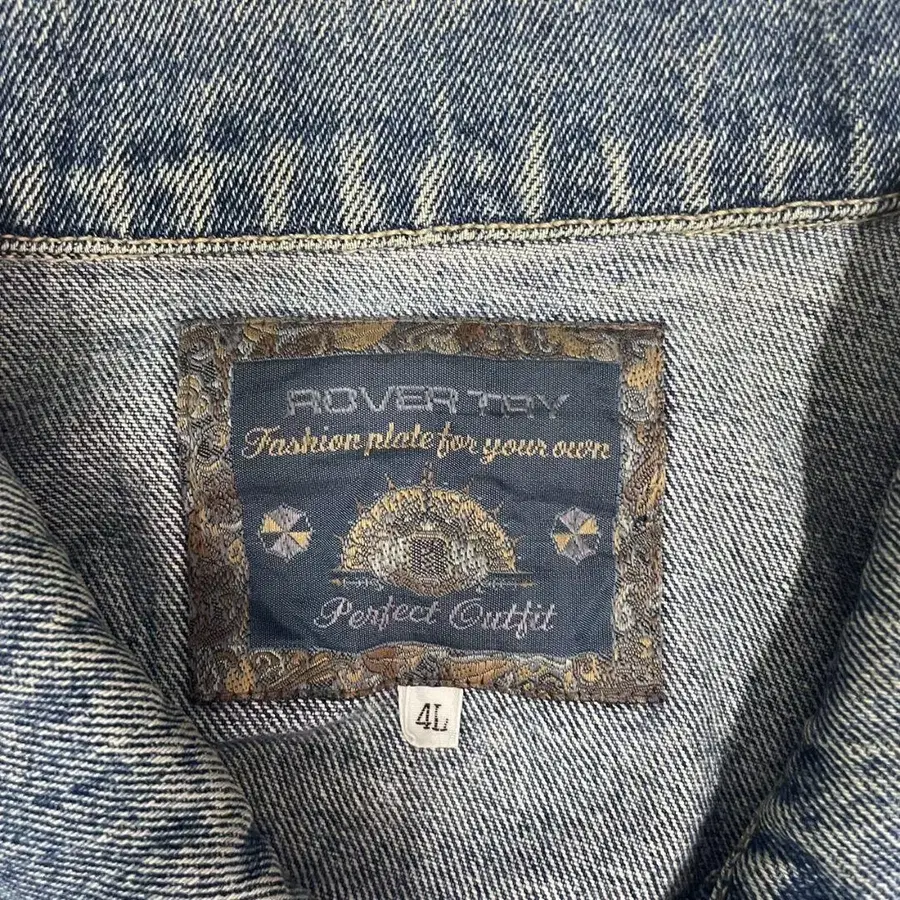 ROVER TOY
Fashion plate for your own
R
Perfect Outfit
4L